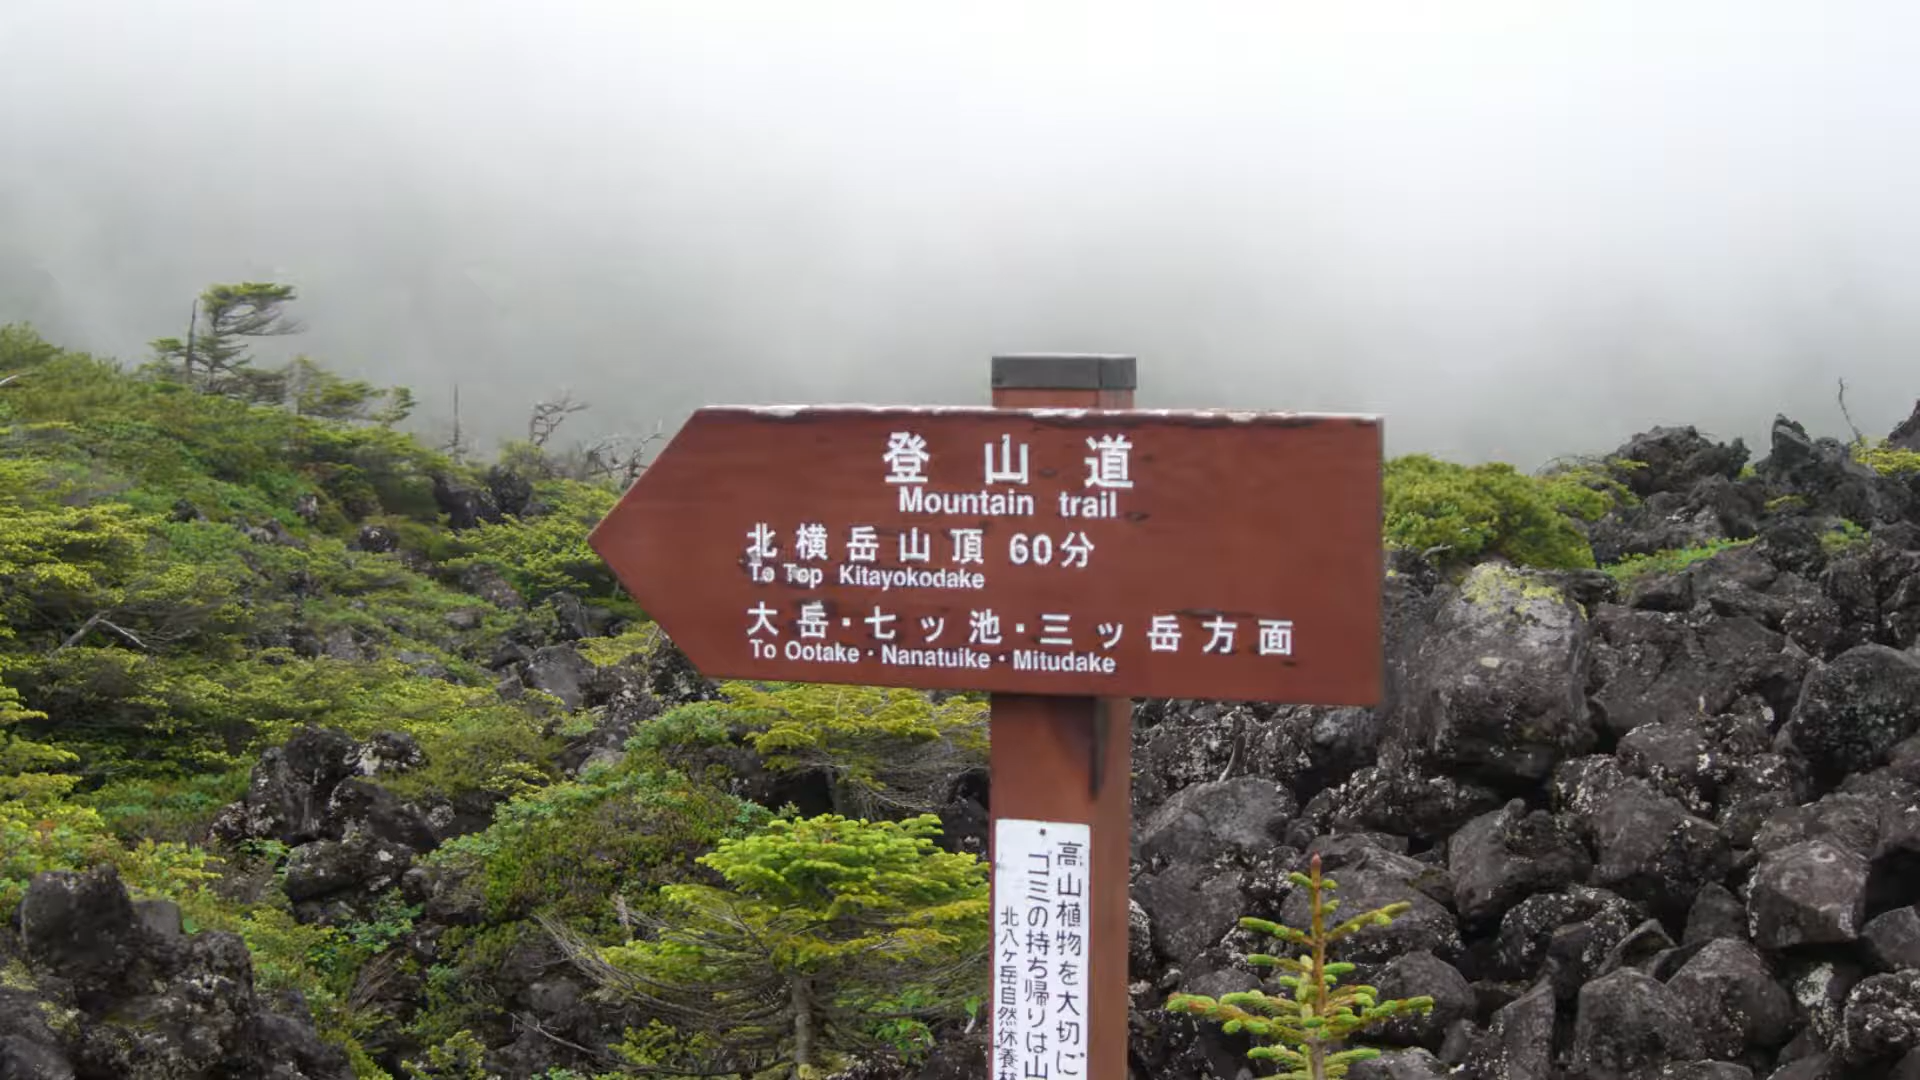 登山道
Mountain trail
北横岳山頂 60分
To Top Kitayokodake
大岳・七ッ池・三ッ岳方面
To Ootake・Nanatuike・Mitudake
高山植物を大切に
ゴミの持ち帰りは山
北八ヶ岳自然休養林